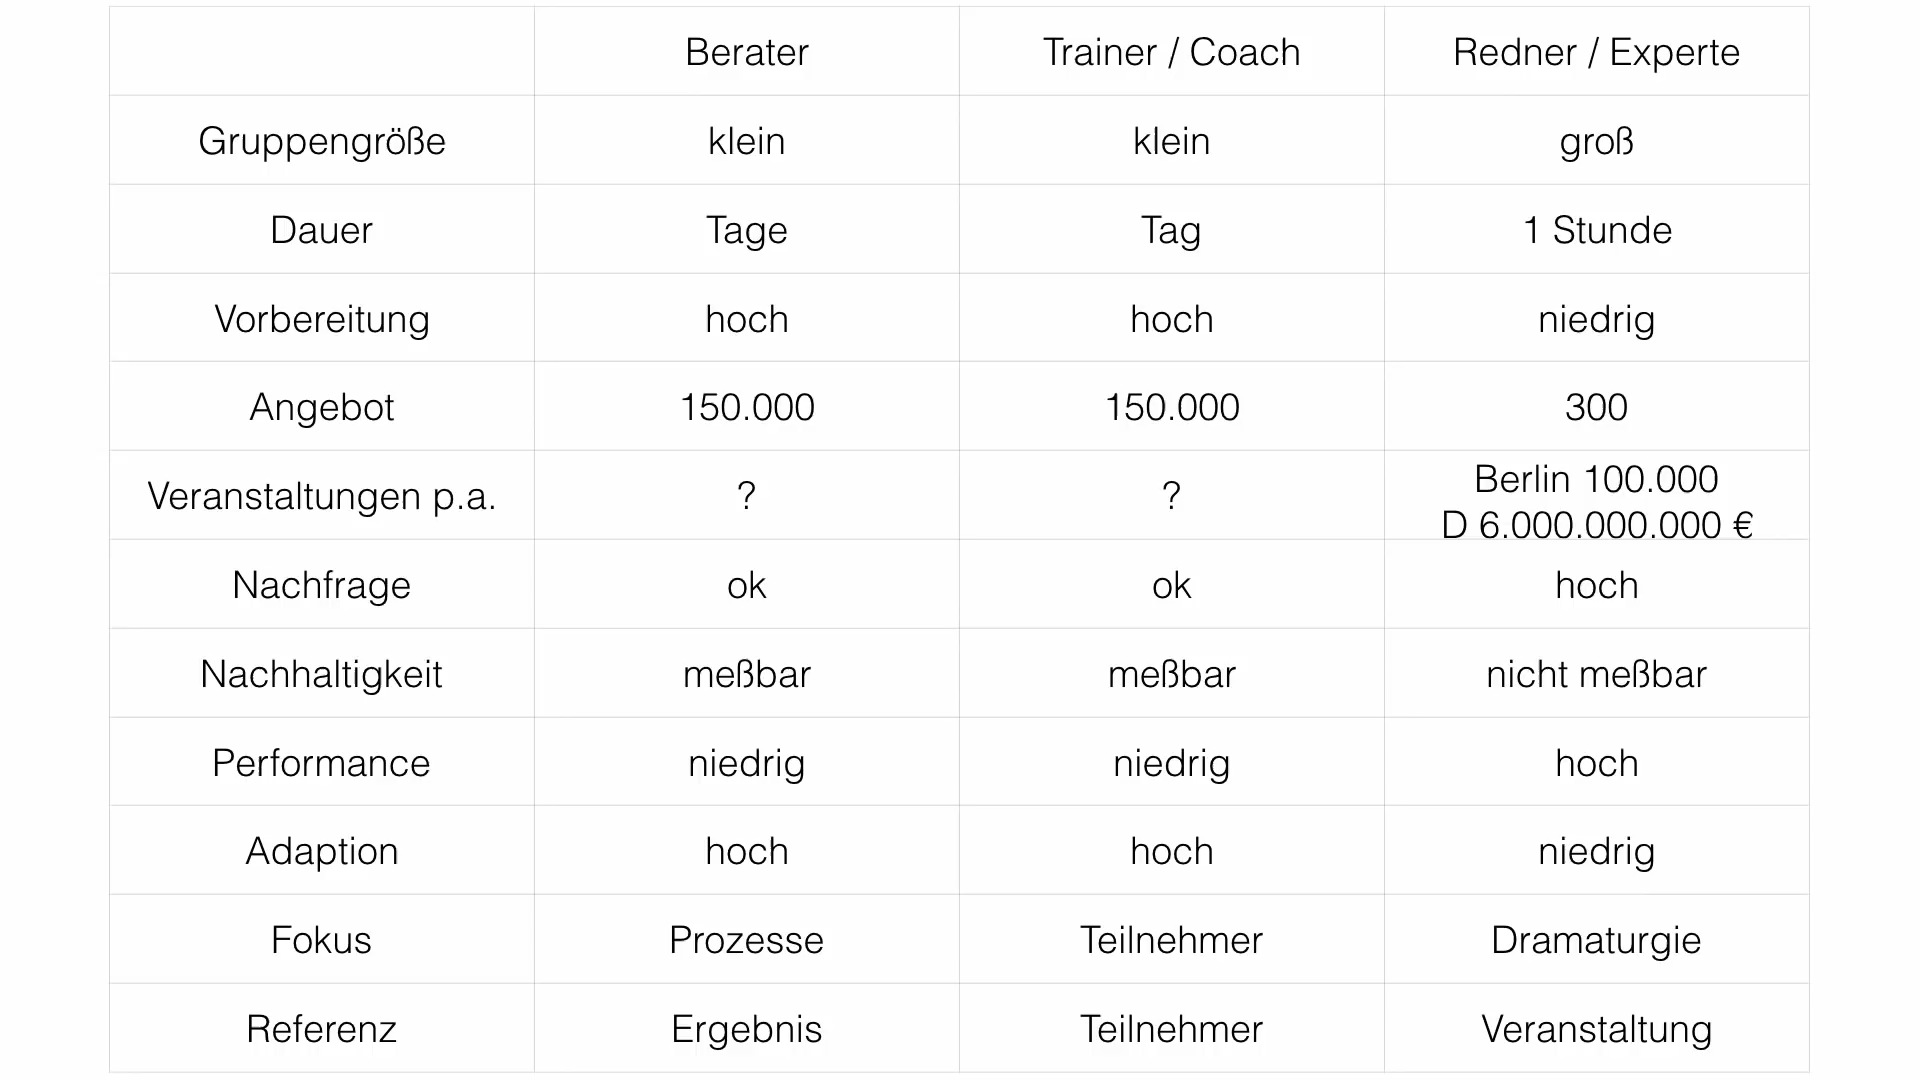 Berater Trainer / Coach Redner / Experte
Gruppengröße klein klein groß
Dauer Tage Tag 1 Stunde
Vorbereitung hoch hoch niedrig
Angebot 150.000 150.000 300
Veranstaltungen p.a. ? ? Berlin 100.000
D 6.000.000.000 €
Nachfrage ok ok hoch
Nachhaltigkeit meßbar meßbar nicht meßbar
Performance niedrig niedrig hoch
Adaption hoch hoch niedrig
Fokus Prozesse Teilnehmer Dramaturgie
Referenz Ergebnis Teilnehmer Veranstaltung